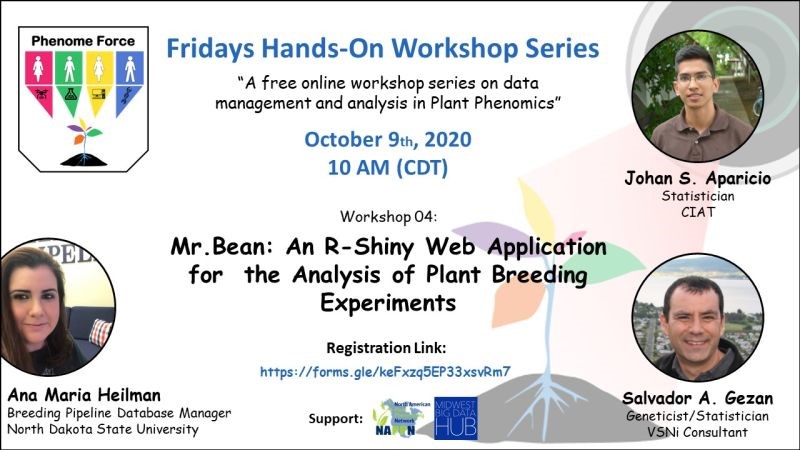 Phenome Force
Fridays Hands-On Workshop Series
“A free online workshop series on data
management and analysis in Plant Phenomics”
October 9th, 2020
10 AM (CDT)
Johan S. Aparicio
Statistician
CIAT
Workshop 04:
Mr.Bean: An R-Shiny Web Application
for the Analysis of Plant Breeding
Experiments
Registration Link:
https://forms.gle/keFxzq5EP33xsvRm7
Ana Maria Heilman
Breeding Pipeline Database Manager
North Dakota State University
Salvador A. Gezan
Geneticist/Statistician
VSNi Consultant
Support:
North American
Network
NAPPN
MIDWEST
BIG DATA
HUB